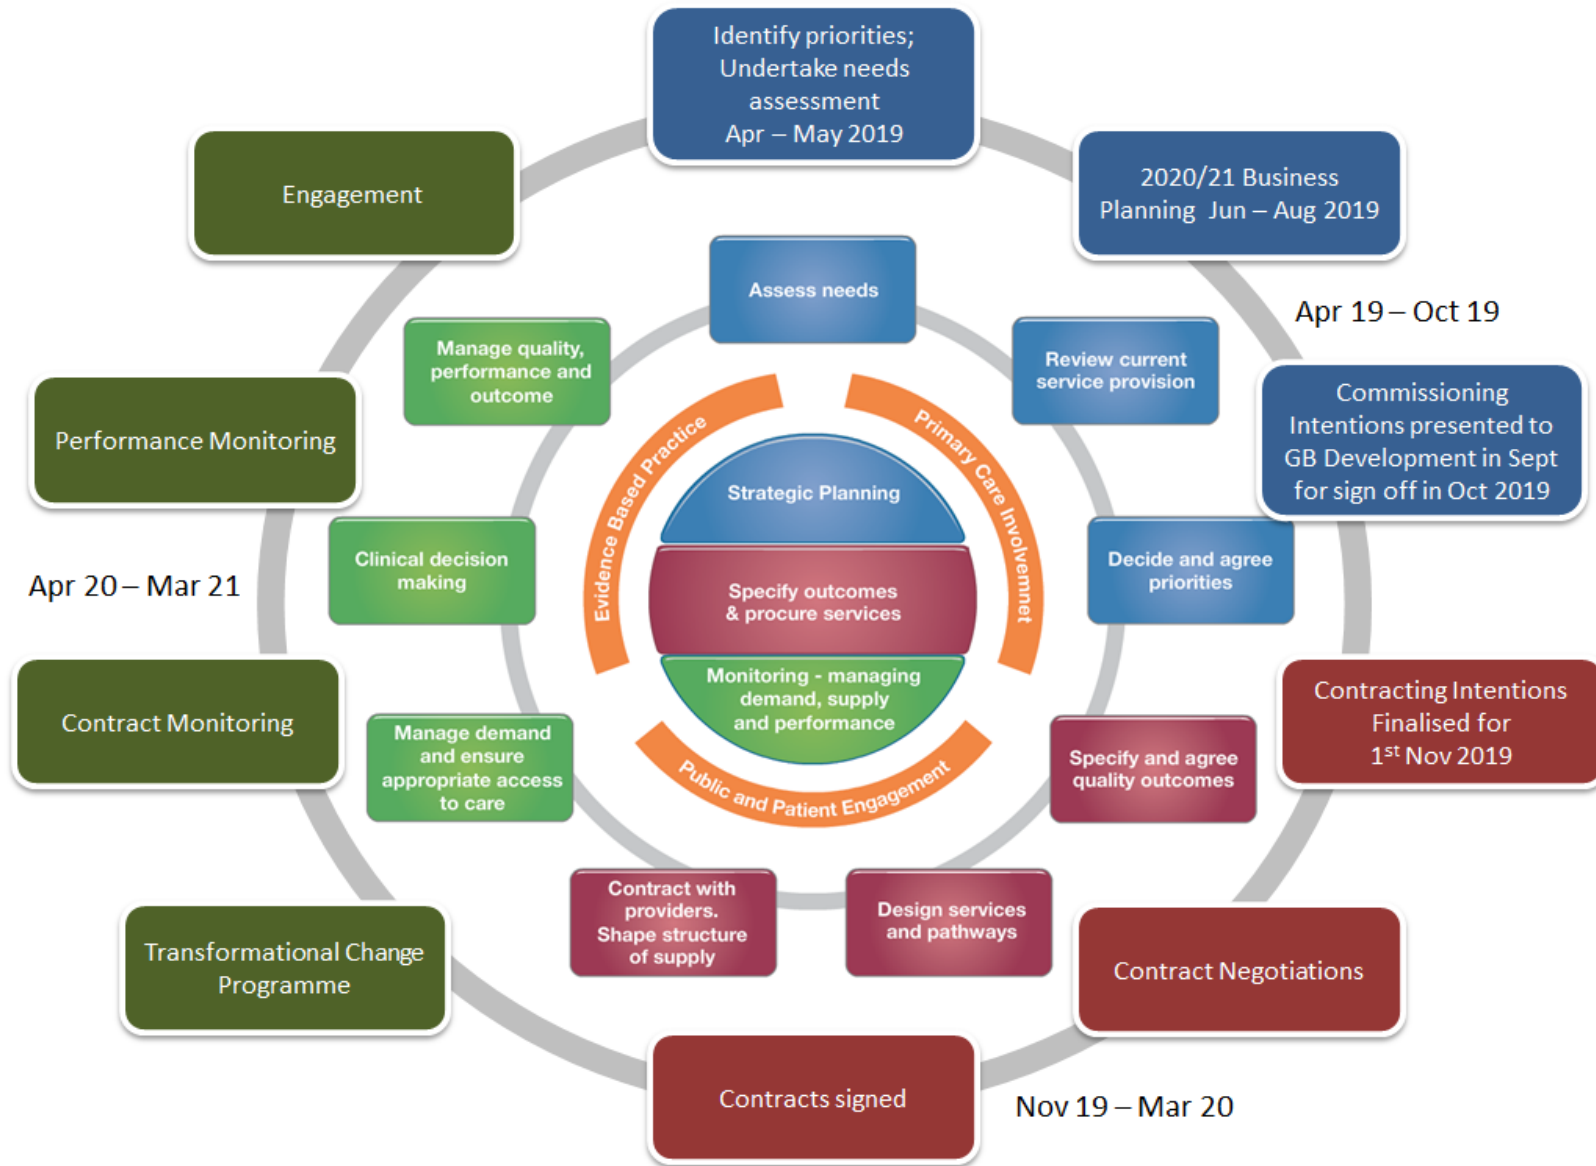 Identify priorities;
Undertake needs
assessment
Apr – May 2019
2020/21 Business
Planning Jun – Aug 2019
Apr 19 – Oct 19
Commissioning
Intentions presented to
GB Development in Sept
for sign off in Oct 2019
Contracting Intentions
Finalised for
1st Nov 2019
Contract Negotiations
Nov 19 – Mar 20
Contracts signed
Transformational Change
Programme
Contract Monitoring
Apr 20 – Mar 21
Performance Monitoring
Engagement
Assess needs
Review current
service provision
Decide and agree
priorities
Specify and agree
quality outcomes
Design services
and pathways
Contract with
providers.
Shape structure
of supply
Manage demand
and ensure
appropriate access
to care
Clinical decision
making
Manage quality,
performance and
outcome
Evidence Based Practice
Primary Care Involvemnet
Public and Patient Engagement
Strategic Planning
Specify outcomes
& procure services
Monitoring - managing
demand, supply
and performance